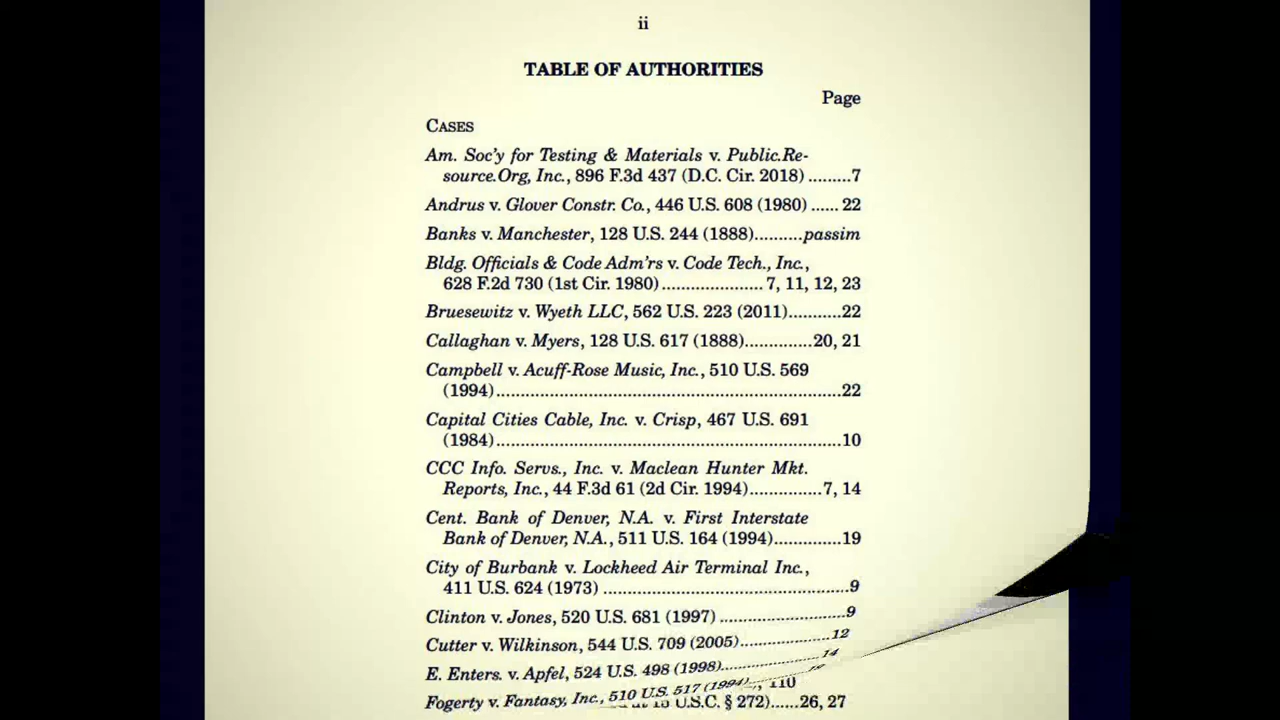 ii
TABLE OF AUTHORITIES
Page
CASES
Am. Soc'y for Testing & Materials v. Public.Re-
source.Org, Inc., 896 F.3d 437 (D.C. Cir. 2018) .........7
Andrus v. Glover Constr. Co., 446 U.S. 608 (1980) ...... 22
Banks v. Manchester, 128 U.S. 244 (1888)..........passim
Bldg. Officials & Code Adm'rs v. Code Tech., Inc.,
628 F.2d 730 (1st Cir. 1980)...................... 7, 11, 12, 23
Bruesewitz v. Wyeth LLC, 562 U.S. 223 (2011)...........22
Callaghan v. Myers, 128 U.S. 617 (1888)..............20, 21
Campbell v. Acuff-Rose Music, Inc., 510 U.S. 569
(1994)...............................................................22
Capital Cities Cable, Inc. v. Crisp, 467 U.S. 691
(1984)...............................................................10
CCC Info. Servs., Inc. v. Maclean Hunter Mkt.
Reports, Inc., 44 F.3d 61 (2d Cir. 1994)...............7, 14
Cent. Bank of Denver, N.A. v. First Interstate
Bank of Denver, N.A., 511 U.S. 164 (1994)..............19
City of Burbank v. Lockheed Air Terminal Inc.,
411 U.S. 624 (1973) ..............................................9
Clinton v. Jones, 520 U.S. 681 (1997) ........................9
Cutter v. Wilkinson, 544 U.S. 709 (2005)....................12
E. Enters. v. Apfel, 524 U.S. 498 (1998).....................14
Fogerty v. Fantasy, Inc., 510 U.S. 517 (1994)
U.S.C. § 272)......26, 27